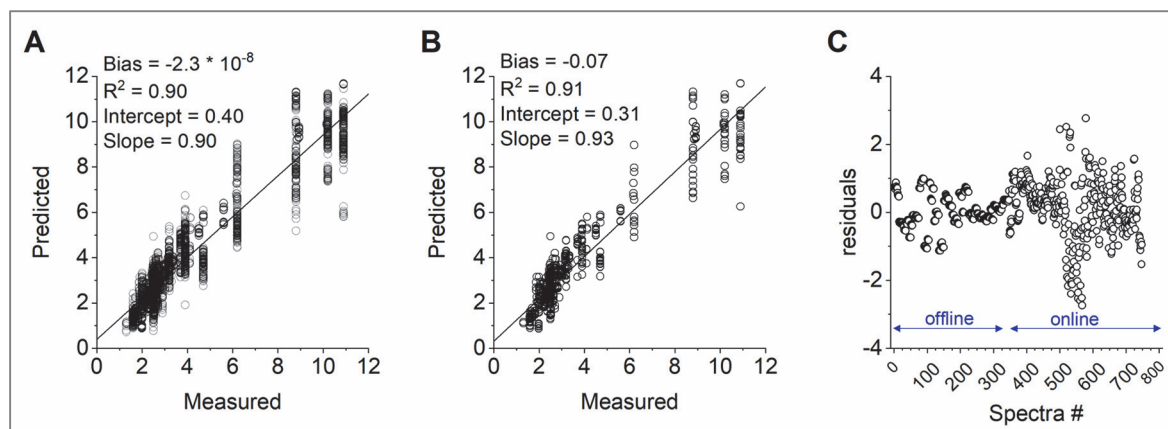 A
Bias = -2.3 * 10⁻⁸
R² = 0.90
Intercept = 0.40
Slope = 0.90
12
10
8
6
4
2
0
Predicted
0 2 4 6 8 10 12
Measured
B
Bias = -0.07
R² = 0.91
Intercept = 0.31
Slope = 0.93
12
10
8
6
4
2
0
Predicted
0 2 4 6 8 10 12
Measured
C
4
2
0
-2
-4
residuals
offline online
0 100 200 300 400 500 600 700 800
Spectra #